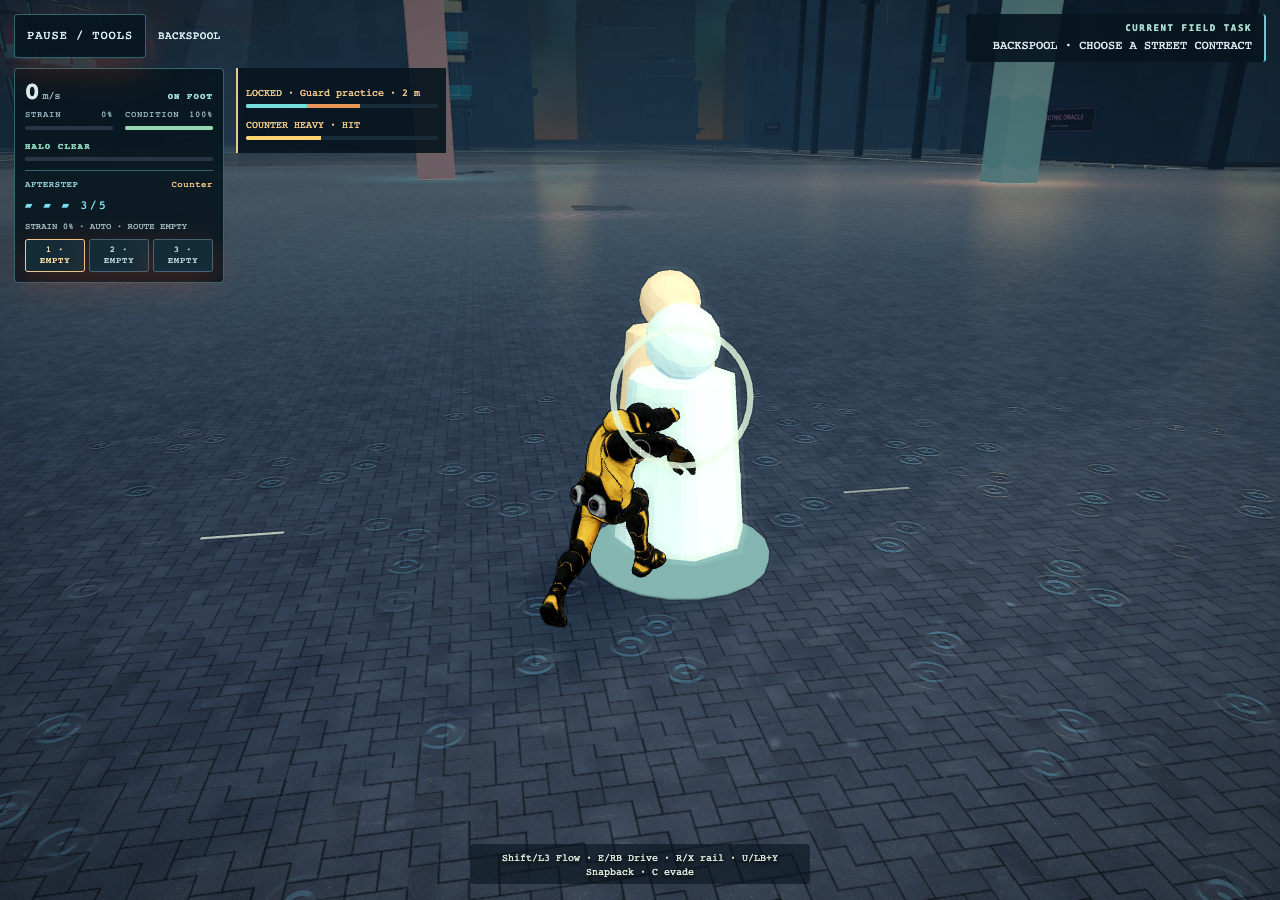 PAUSE / TOOLS
BACKSPOOL
CURRENT FIELD TASK
BACKSPOOL · CHOOSE A STREET CONTRACT
0 m/s
ON FOOT
STRAIN 0%
CONDITION 100%
HALO CLEAR
AFTERSTEP
Counter
3/5
STRAIN 0% · AUTO · ROUTE EMPTY
1 ·
EMPTY
2 ·
EMPTY
3 ·
EMPTY
LOCKED · Guard practice · 2 m
COUNTER HEAVY · HIT
ORACLE
Shift/L3 Flow · E/RB Drive · R/X rail · U/LB+Y
Snapback · C evade